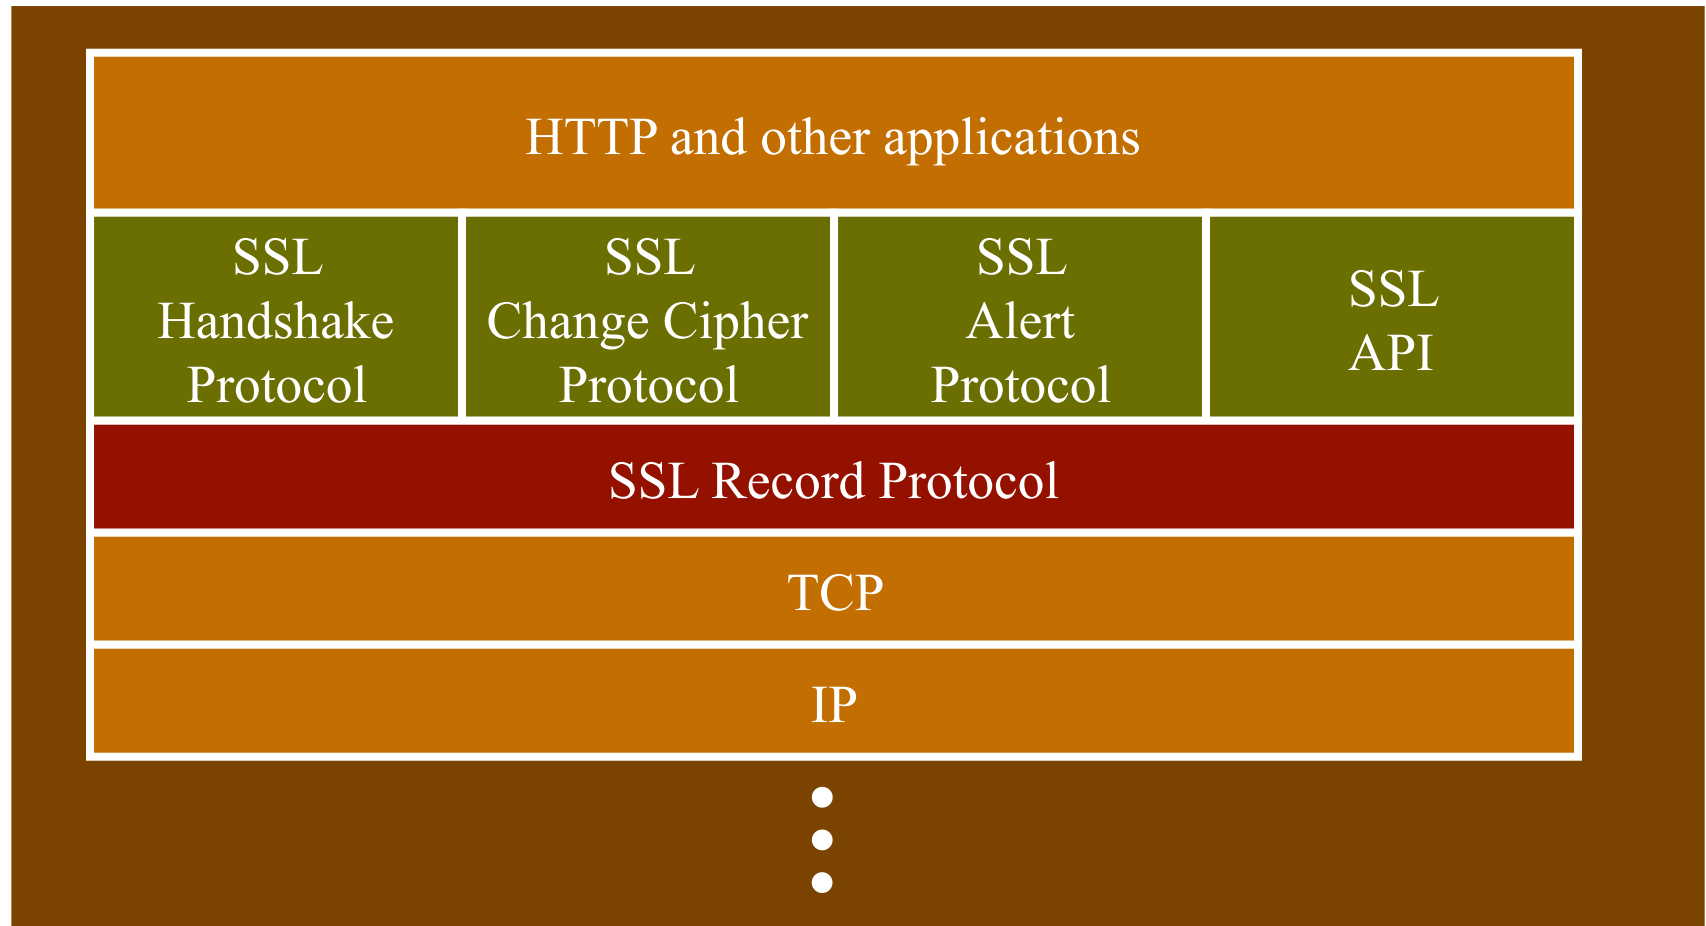 HTTP and other applications
SSL
Handshake
Protocol
SSL
Change Cipher
Protocol
SSL
Alert
Protocol
SSL
API
SSL Record Protocol
TCP
IP